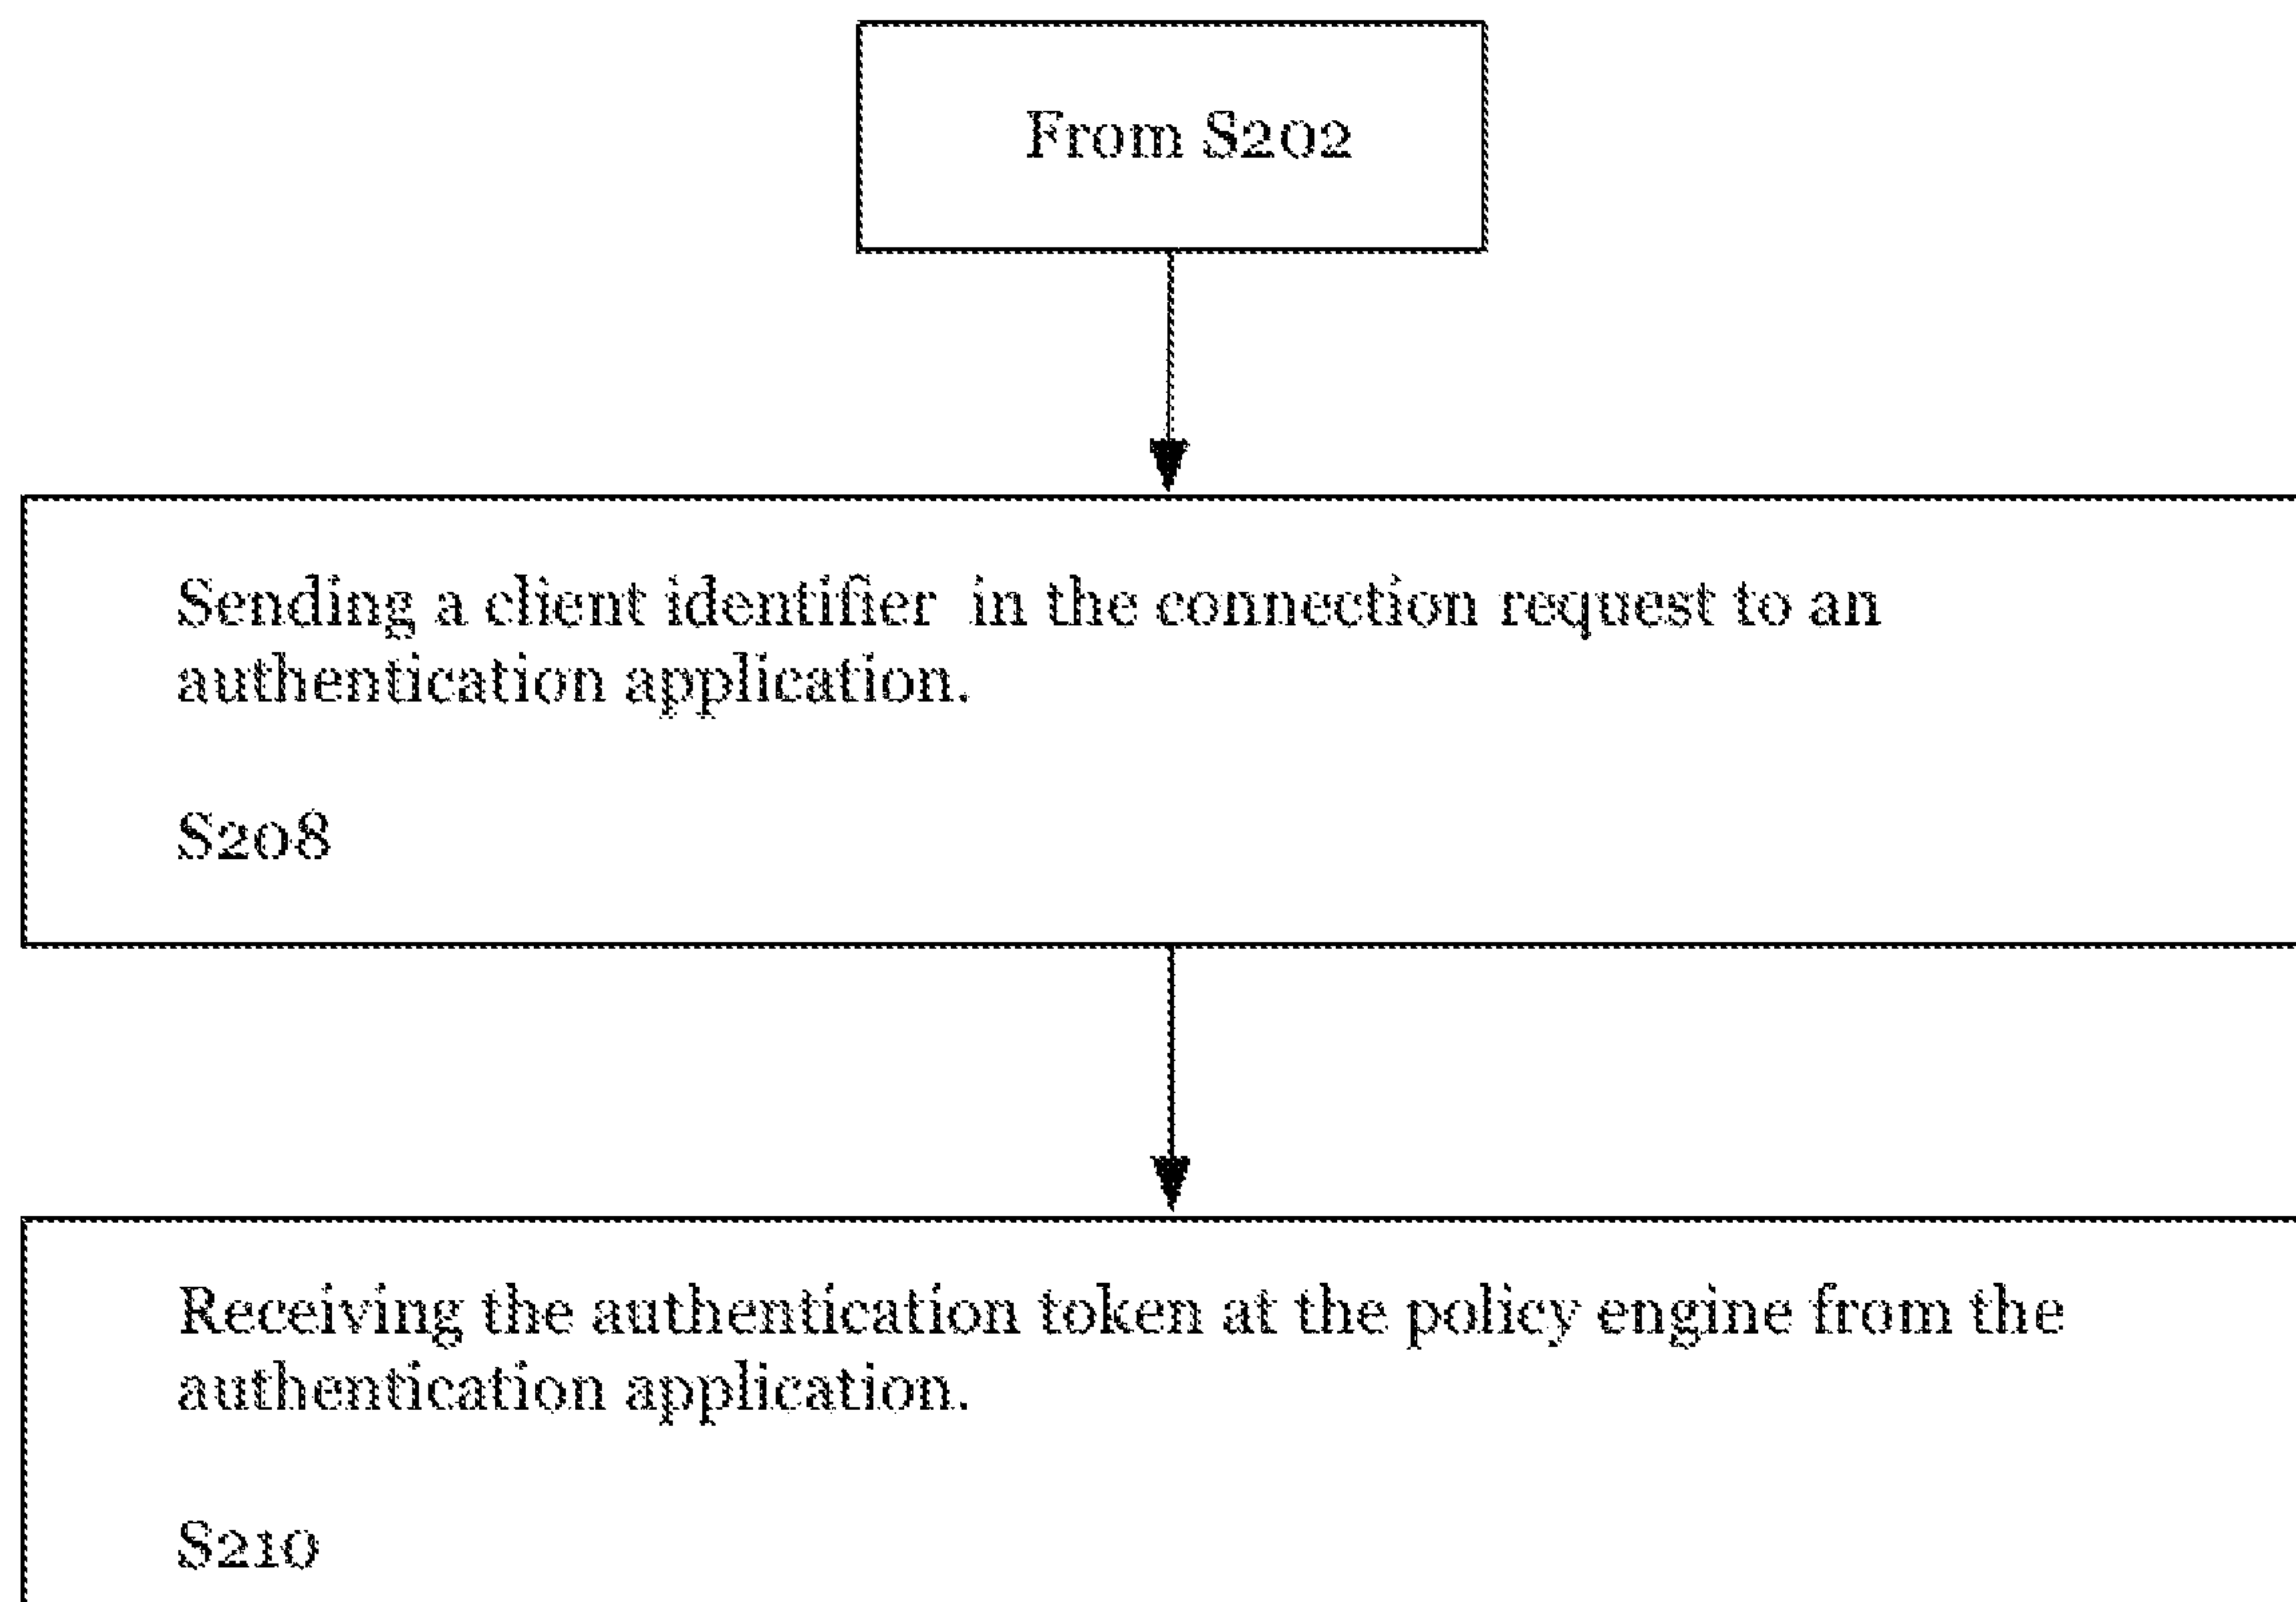 From S202
Sending a client identifier in the connection request to an
authentication application.
S208
Receiving the authentication token at the policy engine from the
authentication application.
S210